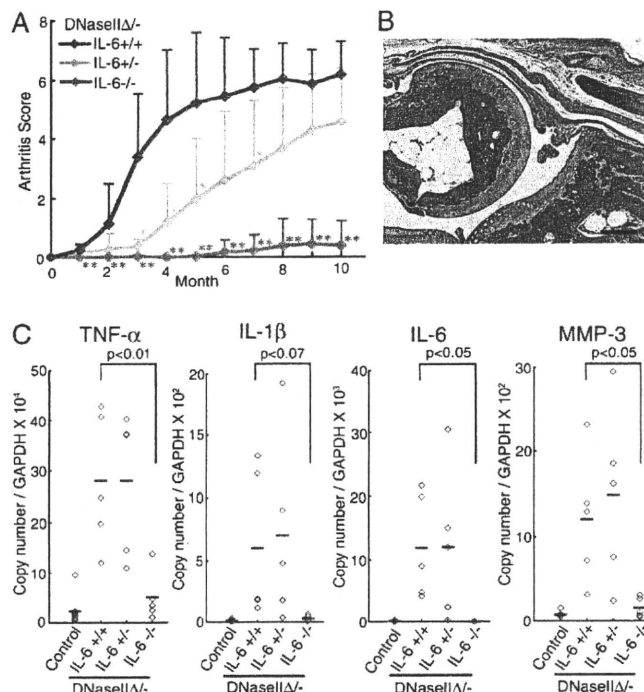 A
DNaseIIΔ/-
IL-6+/+
IL-6+/-
IL-6-/-
Arthritis Score
8
6
4
2
0
**
**
**
**
**
**
**
**
**
**
0 2 4 6 8 10
Month
B
C
TNF-α
p<0.01
Copy number / GAPDH X 10⁴
50
40
30
20
10
0
Control
IL-6 +/+
IL-6 +/-
IL-6 -/-
DNaseIIΔ/-
IL-1β
p<0.07
Copy number / GAPDH X 10²
20
15
10
5
0
Control
IL-6 +/+
IL-6 +/-
IL-6 -/-
DNaseIIΔ/-
IL-6
p<0.05
Copy number / GAPDH X 10³
40
30
20
10
0
Control
IL-6 +/+
IL-6 +/-
IL-6 -/-
DNaseIIΔ/-
MMP-3
p<0.05
Copy number / GAPDH X 10²
30
20
10
0
Control
IL-6 +/+
IL-6 +/-
IL-6 -/-
DNaseIIΔ/-